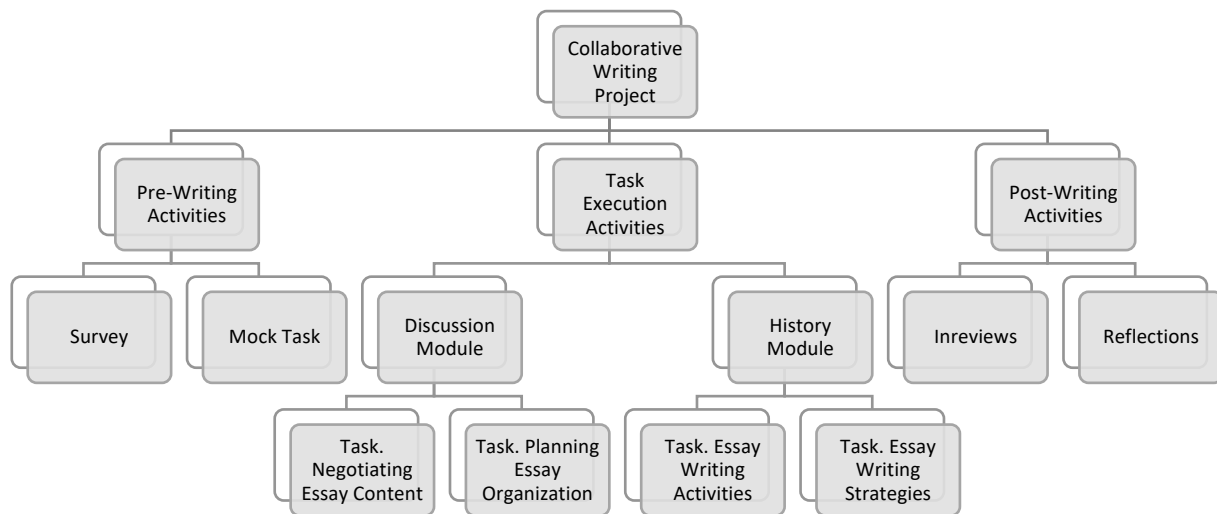 Collaborative
Writing
Project
Pre-Writing
Activities
Task
Execution
Activities
Post-Writing
Activities
Survey
Mock Task
Discussion
Module
History
Module
Inreviews
Reflections
Task.
Negotiating
Essay Content
Task. Planning
Essay
Organization
Task. Essay
Writing
Activities
Task. Essay
Writing
Strategies